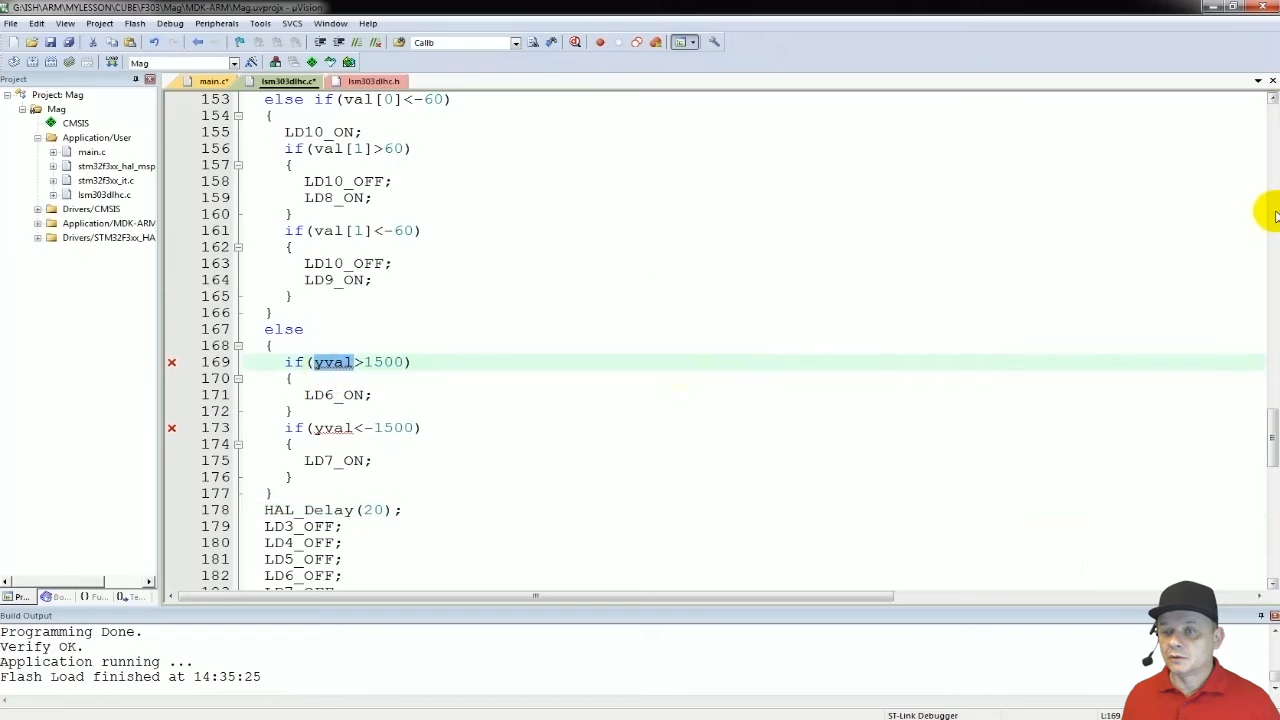 G:\ISH\ARM\MYLESSON\CUBE\F303\Mag\MDK-ARM\Mag.uvprojx - µVision
File Edit View Project Flash Debug Peripherals Tools SVCS Window Help
Callb
Mag
Project
main.c* lsm303dlhc.c* lsm303dlhc.h
Project: Mag
Mag
CMSIS
Application/User
main.c
stm32f3xx_hal_msp
stm32f3xx_it.c
lsm303dlhc.c
Drivers/CMSIS
Application/MDK-ARM
Drivers/STM32F3xx_HA
153 else if(val[0]<-60)
154 {
155 LD10_ON;
156 if(val[1]>60)
157 {
158 LD10_OFF;
159 LD8_ON;
160 }
161 if(val[1]<-60)
162 {
163 LD10_OFF;
164 LD9_ON;
165 }
166 }
167 else
168 {
169 if(yval>1500)
170 {
171 LD6_ON;
172 }
173 if(yval<-1500)
174 {
175 LD7_ON;
176 }
177 }
178 HAL_Delay(20);
179 LD3_OFF;
180 LD4_OFF;
181 LD5_OFF;
182 LD6_OFF;
Pr... Bo... {} Fu... Te...
Build Output
Programming Done.
Verify OK.
Application running ...
Flash Load finished at 14:35:25
ST-Link Debugger
L:169